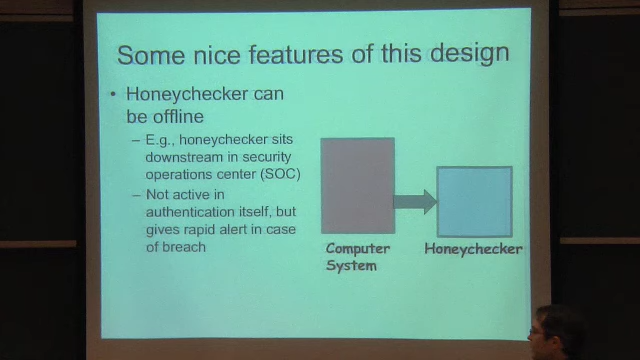 Some nice features of this design
• Honeychecker can
be offline
– E.g., honeychecker sits
downstream in security
operations center (SOC)
– Not active in
authentication itself, but
gives rapid alert in case
of breach
Computer
System
Honeychecker